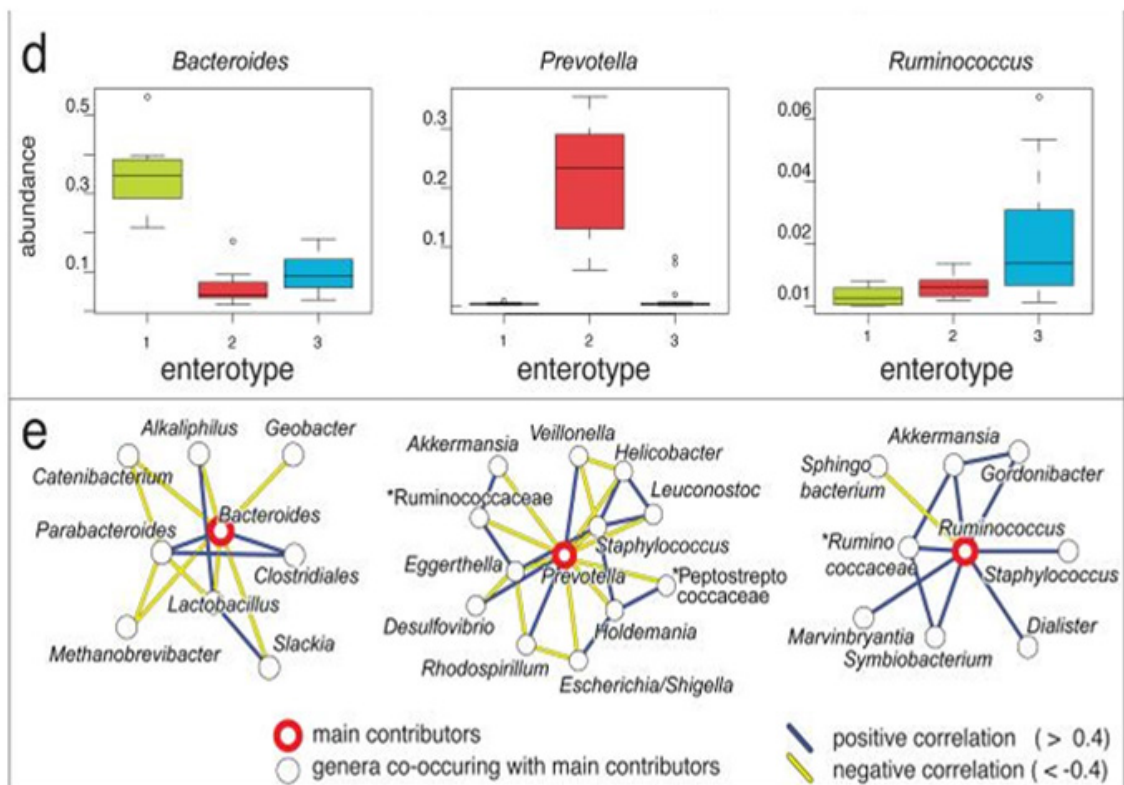 d
Bacteroides
Prevotella
Ruminococcus
abundance
0.5
0.3
0.1
0.3
0.2
0.1
0.06
0.04
0.02
0.01
1 2 3
1 2 3
1 2 3
enterotype
enterotype
enterotype
e
Alkaliphilus
Geobacter
Catenibacterium
Bacteroides
Parabacteroides
Clostridiales
Lactobacillus
Methanobrevibacter
Slackia
Veillonella
Akkermansia
Helicobacter
*Ruminococcaceae
Leuconostoc
Staphylococcus
Eggerthella
Prevotella
*Peptostrepto
coccaceae
Desulfovibrio
Holdemania
Rhodospirillum
Escherichia/Shigella
Akkermansia
Sphingo
bacterium
Gordonibacter
Ruminococcus
*Rumino
coccaceae
Staphylococcus
Marvinbryantia
Dialister
Symbiobacterium
main contributors
genera co-occuring with main contributors
positive correlation ( > 0.4)
negative correlation ( < -0.4)